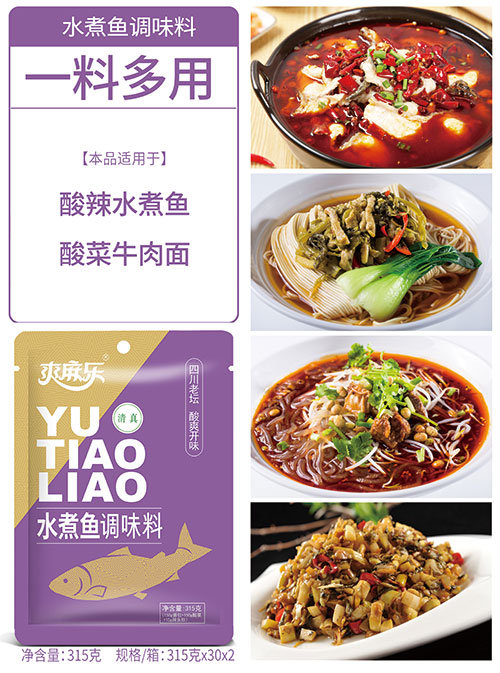 水煮鱼调味料
一料多用
【本品适用于】
酸辣水煮鱼
酸菜牛肉面
爽麻乐®
YU
TIAO
LIAO
清真
四川老坛 酸爽开味
水煮鱼调味料
净含量：315克
净含量：315克 规格/箱：315克x30x2